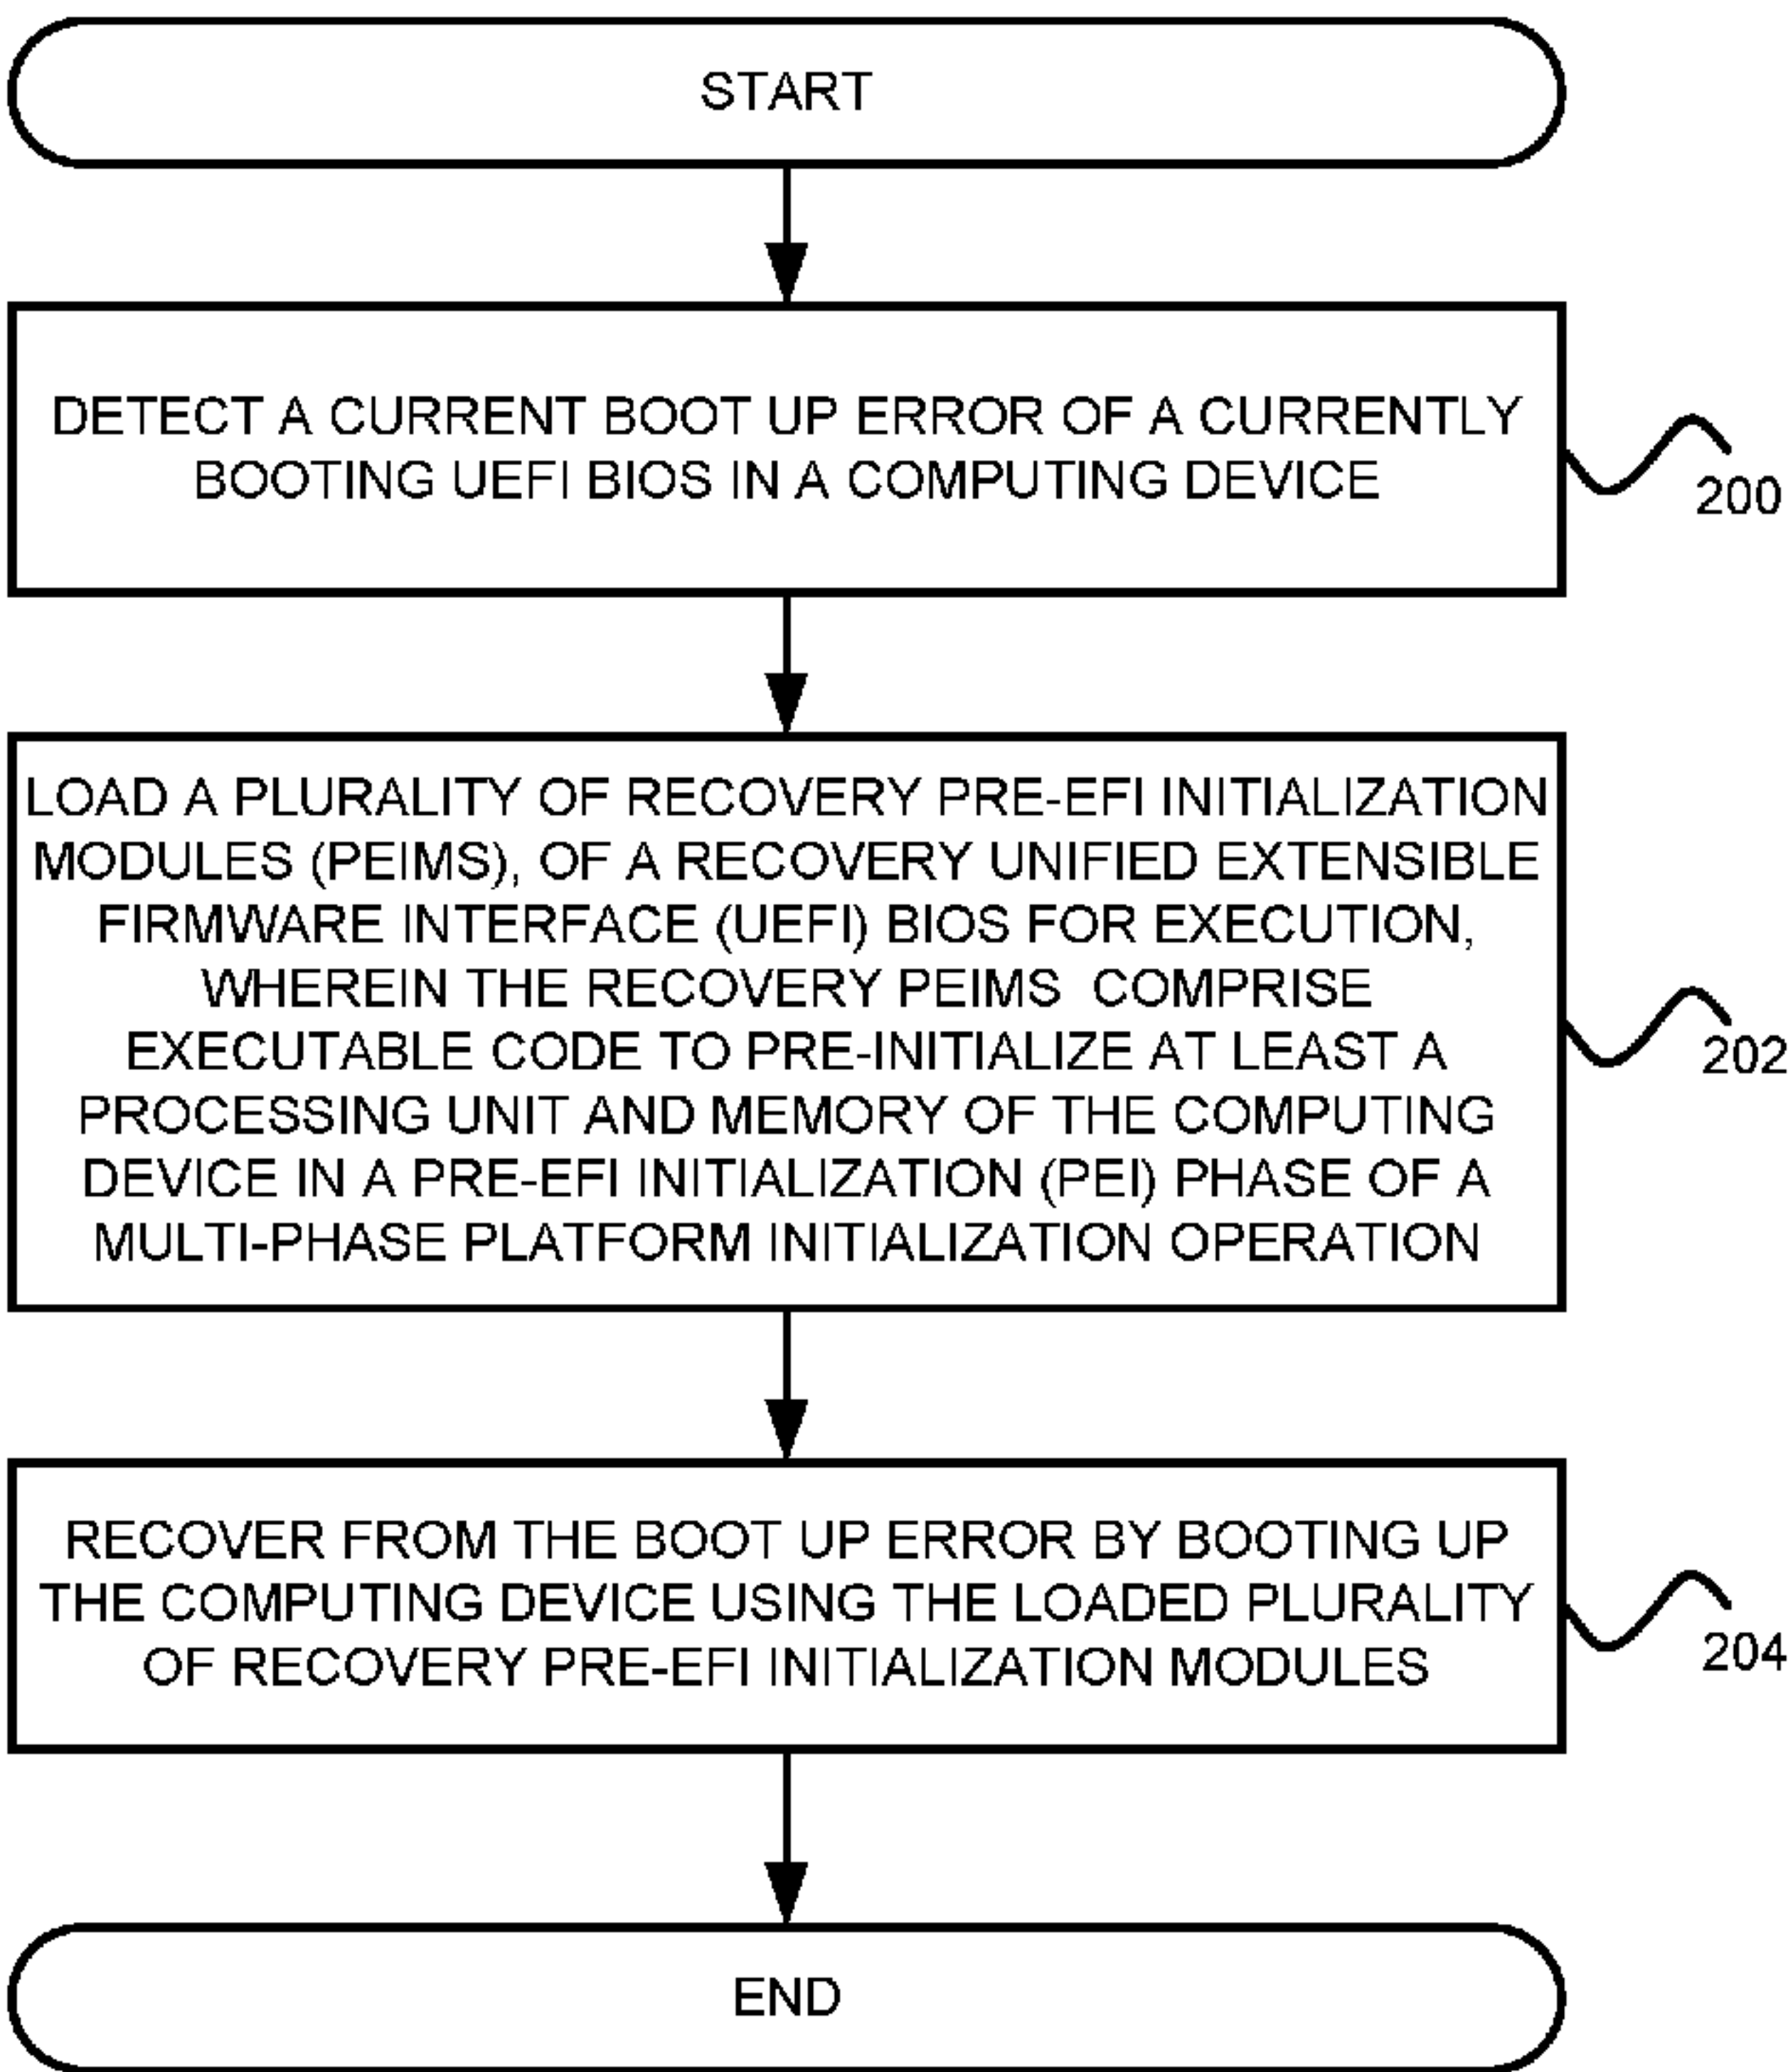 START
DETECT A CURRENT BOOT UP ERROR OF A CURRENTLY
BOOTING UEFI BIOS IN A COMPUTING DEVICE
200
LOAD A PLURALITY OF RECOVERY PRE-EFI INITIALIZATION
MODULES (PEIMS), OF A RECOVERY UNIFIED EXTENSIBLE
FIRMWARE INTERFACE (UEFI) BIOS FOR EXECUTION,
WHEREIN THE RECOVERY PEIMS COMPRISE
EXECUTABLE CODE TO PRE-INITIALIZE AT LEAST A
PROCESSING UNIT AND MEMORY OF THE COMPUTING
DEVICE IN A PRE-EFI INITIALIZATION (PEI) PHASE OF A
MULTI-PHASE PLATFORM INITIALIZATION OPERATION
202
RECOVER FROM THE BOOT UP ERROR BY BOOTING UP
THE COMPUTING DEVICE USING THE LOADED PLURALITY
OF RECOVERY PRE-EFI INITIALIZATION MODULES
204
END